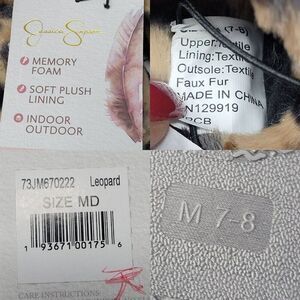 Jessica Simpson
MEMORY
FOAM
SOFT PLUSH
LINING
INDOOR
OUTDOOR
(7-8)
Upper:Textile
Lining:Textile
Outsole:Textile
Faux Fur
MADE IN CHINA
N129919
73JM670222 Leopard
SIZE MD
1 93671 00175 6
CARE INSTRUCTIONS
M 7-8